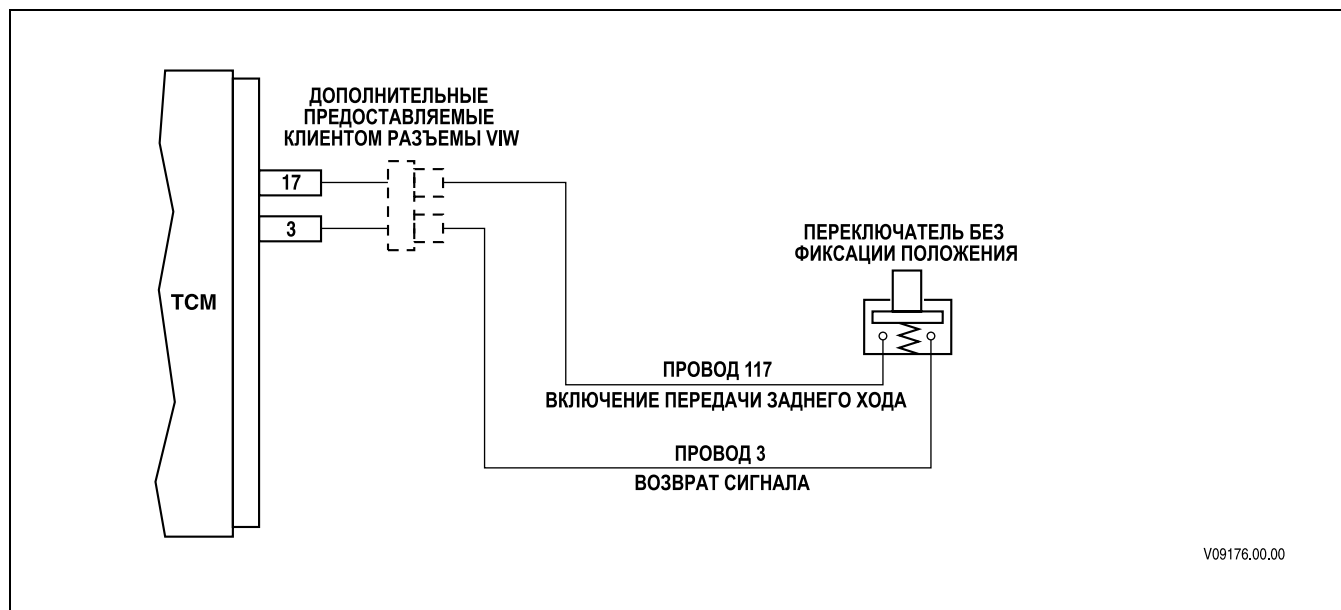 ДОПОЛНИТЕЛЬНЫЕ
ПРЕДОСТАВЛЯЕМЫЕ
КЛИЕНТОМ РАЗЪЕМЫ VIW
17
3
TCM
ПЕРЕКЛЮЧАТЕЛЬ БЕЗ
ФИКСАЦИИ ПОЛОЖЕНИЯ
ПРОВОД 117
ВКЛЮЧЕНИЕ ПЕРЕДАЧИ ЗАДНЕГО ХОДА
ПРОВОД 3
ВОЗВРАТ СИГНАЛА
V09176.00.00